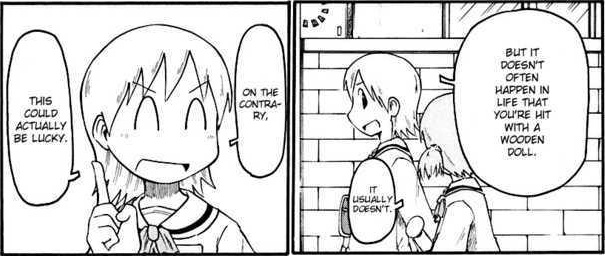 BUT IT
DOESN'T
OFTEN
HAPPEN IN
LIFE THAT
YOU'RE HIT
WITH A
WOODEN
DOLL.
IT
USUALLY
DOESN'T.
ON THE
CONTRA-
RY,
THIS
COULD
ACTUALLY
BE LUCKY.